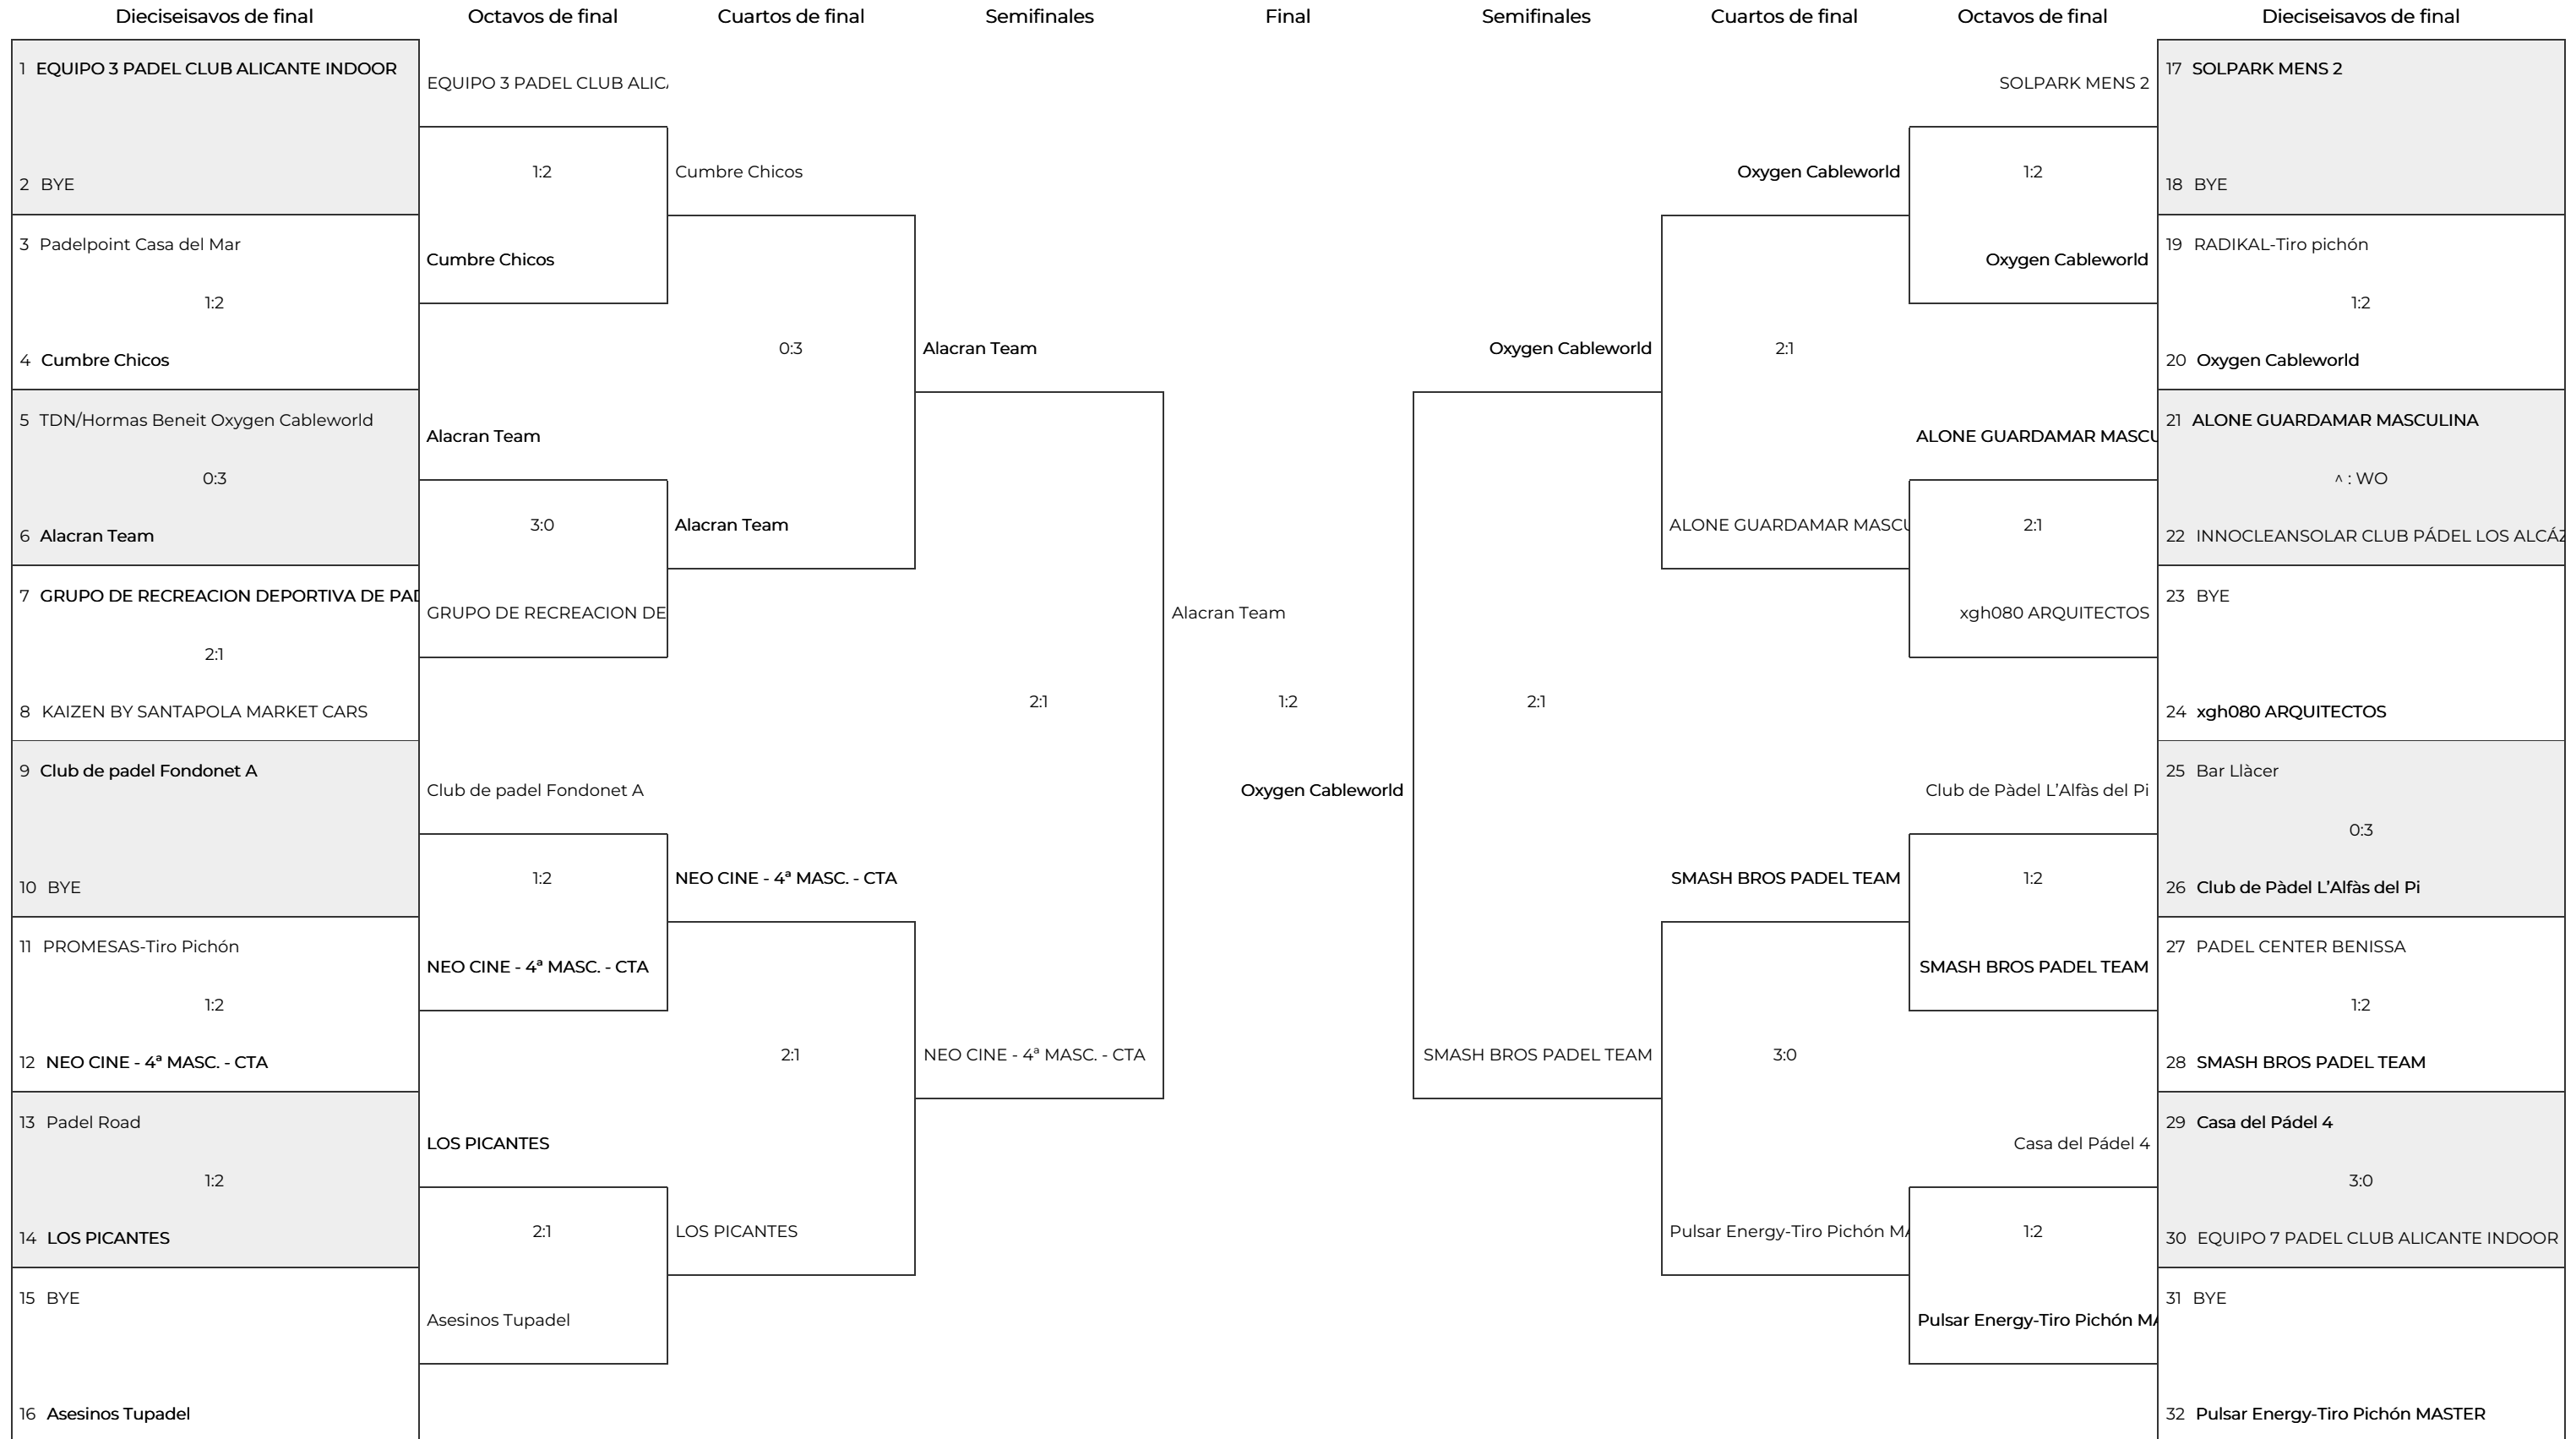 Dieciseisavos de final
Octavos de final
Cuartos de final
Semifinales
Final
Semifinales
Cuartos de final
Octavos de final
Dieciseisavos de final
1 EQUIPO 3 PADEL CLUB ALICANTE INDOOR
2 BYE
3 Padelpoint Casa del Mar
1:2
4 Cumbre Chicos
5 TDN/Hormas Beneit Oxygen Cableworld
0:3
6 Alacran Team
7 GRUPO DE RECREACION DEPORTIVA DE PAD
2:1
8 KAIZEN BY SANTAPOLA MARKET CARS
9 Club de padel Fondonet A
10 BYE
11 PROMESAS-Tiro Pichón
1:2
12 NEO CINE - 4ª MASC. - CTA
13 Padel Road
1:2
14 LOS PICANTES
15 BYE
16 Asesinos Tupadel
EQUIPO 3 PADEL CLUB ALIC
1:2
Cumbre Chicos
Alacran Team
3:0
GRUPO DE RECREACION DE
Club de padel Fondonet A
1:2
NEO CINE - 4ª MASC. - CTA
LOS PICANTES
2:1
Asesinos Tupadel
Cumbre Chicos
0:3
Alacran Team
NEO CINE - 4ª MASC. - CTA
2:1
LOS PICANTES
Alacran Team
2:1
NEO CINE - 4ª MASC. - CTA
Alacran Team
1:2
Oxygen Cableworld
Oxygen Cableworld
2:1
SMASH BROS PADEL TEAM
Oxygen Cableworld
2:1
ALONE GUARDAMAR MASCU
SMASH BROS PADEL TEAM
3:0
Pulsar Energy-Tiro Pichón MA
SOLPARK MENS 2
1:2
Oxygen Cableworld
ALONE GUARDAMAR MASCU
2:1
xgh080 ARQUITECTOS
Club de Pàdel L'Alfàs del Pi
1:2
SMASH BROS PADEL TEAM
Casa del Pádel 4
1:2
Pulsar Energy-Tiro Pichón MA
17 SOLPARK MENS 2
18 BYE
19 RADIKAL-Tiro pichón
1:2
20 Oxygen Cableworld
21 ALONE GUARDAMAR MASCULINA
^ : WO
22 INNOCLEANSOLAR CLUB PÁDEL LOS ALCÁZ
23 BYE
24 xgh080 ARQUITECTOS
25 Bar Llàcer
0:3
26 Club de Pàdel L'Alfàs del Pi
27 PADEL CENTER BENISSA
1:2
28 SMASH BROS PADEL TEAM
29 Casa del Pádel 4
3:0
30 EQUIPO 7 PADEL CLUB ALICANTE INDOOR
31 BYE
32 Pulsar Energy-Tiro Pichón MASTER